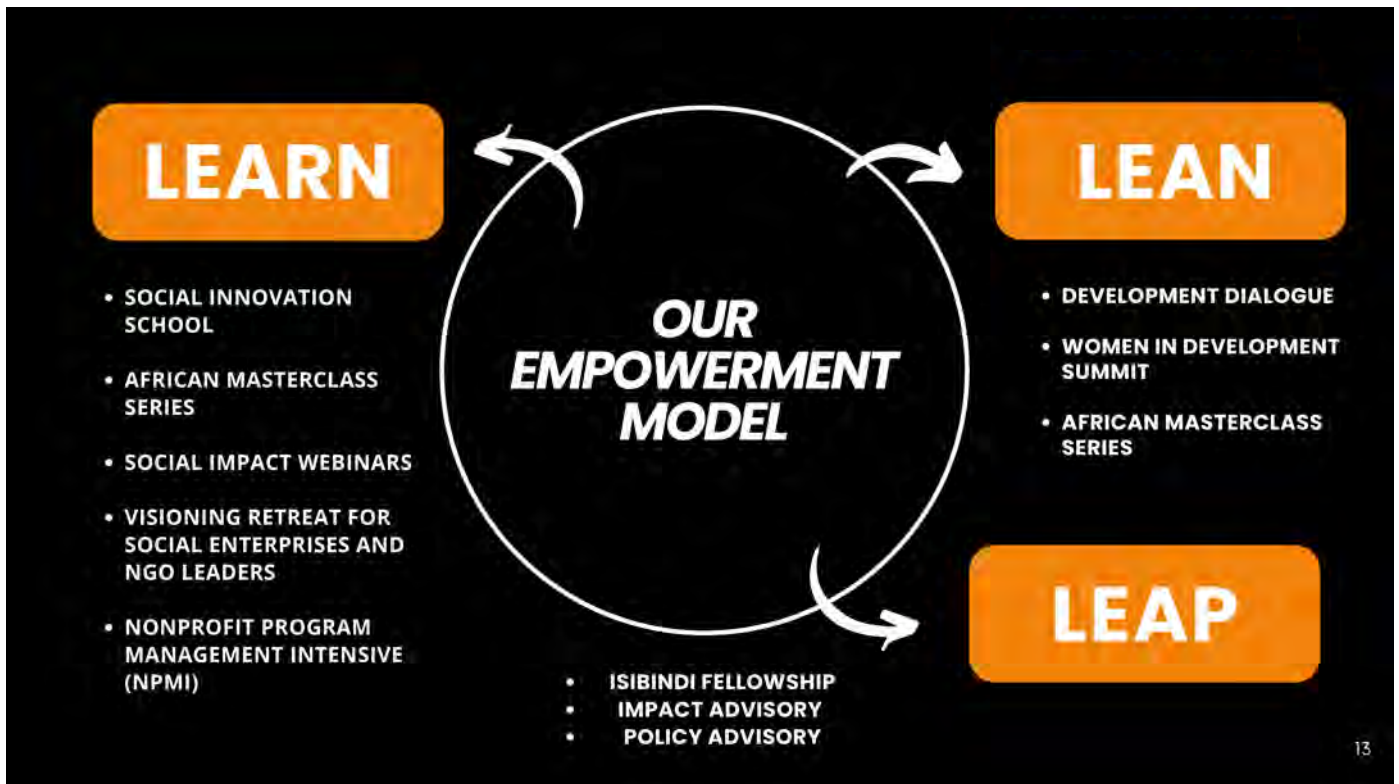 LEARN
• SOCIAL INNOVATION
SCHOOL
• AFRICAN MASTERCLASS
SERIES
• SOCIAL IMPACT WEBINARS
• VISIONING RETREAT FOR
SOCIAL ENTERPRISES AND
NGO LEADERS
• NONPROFIT PROGRAM
MANAGEMENT INTENSIVE
(NPMI)
OUR
EMPOWERMENT
MODEL
LEAN
• DEVELOPMENT DIALOGUE
• WOMEN IN DEVELOPMENT
SUMMIT
• AFRICAN MASTERCLASS
SERIES
LEAP
• ISIBINDI FELLOWSHIP
• IMPACT ADVISORY
• POLICY ADVISORY
13